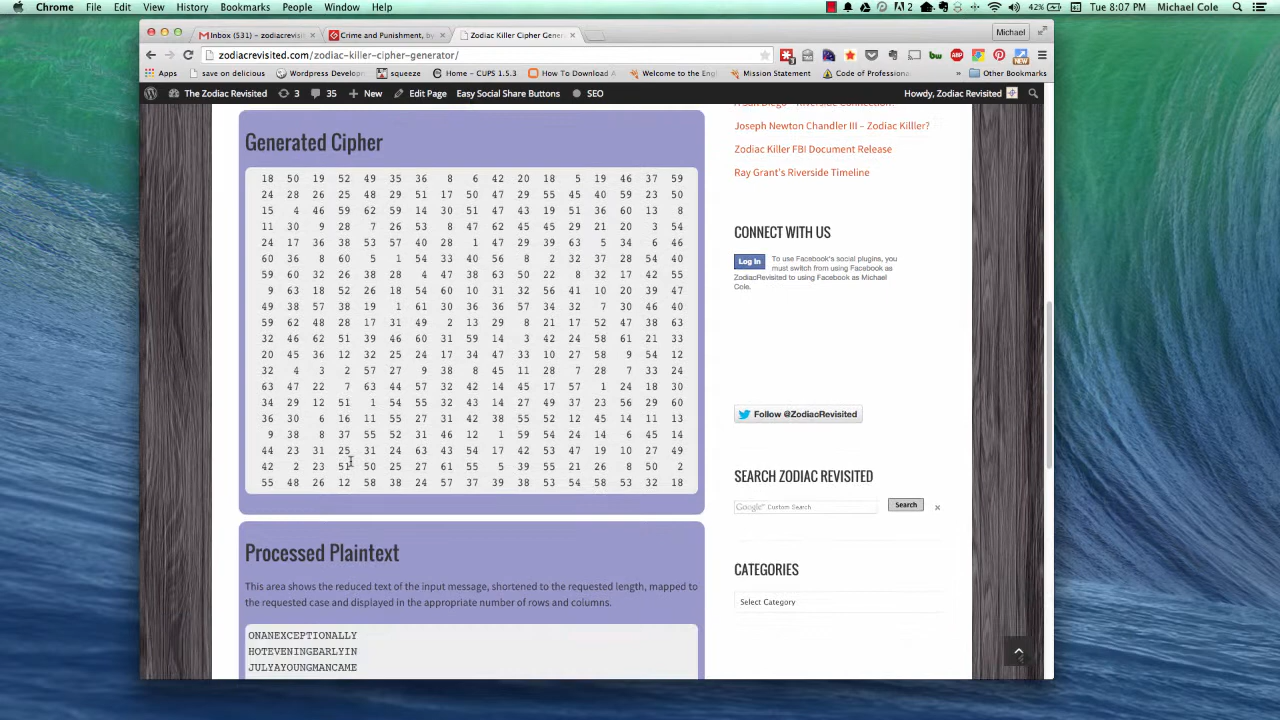 Chrome File Edit View History Bookmarks People Window Help
2 42% Tue 8:07 PM Michael Cole
Inbox (531) – zodiacrevisit
Crime and Punishment, by
Zodiac Killer Cipher Gener
Michael
zodiacrevisited.com/zodiac-killer-cipher-generator/
Apps save on delicious Wordpress Develop squeeze Home – CUPS 1.5.3 How To Download A Welcome to the Engl Mission Statement Code of Profession » Other Bookmarks
The Zodiac Revisited 3 35 New Edit Page Easy Social Share Buttons SEO Howdy, Zodiac Revisited
Generated Cipher
18 50 19 52 49 35 36 8 6 42 20 18 5 19 46 37 59
24 28 26 25 48 29 51 17 50 47 29 55 45 40 59 23 50
15 4 46 59 62 59 14 30 51 47 43 19 51 36 60 13 8
11 30 9 28 7 26 53 8 47 62 45 45 29 21 20 3 54
24 17 36 38 53 57 40 28 1 47 29 39 63 5 34 6 46
60 36 8 60 5 1 54 33 40 56 8 2 32 37 28 54 40
59 60 32 26 38 28 4 47 38 63 50 22 8 32 17 42 55
9 63 18 52 26 18 54 60 10 31 32 56 41 10 20 39 47
49 38 57 38 19 1 61 30 36 36 57 34 32 7 30 46 40
59 62 48 28 17 31 49 2 13 29 8 21 17 52 47 38 63
32 46 62 51 39 46 60 31 59 14 3 42 24 58 61 21 33
20 45 36 12 32 25 24 17 34 47 33 10 27 58 9 54 12
32 4 3 2 57 27 9 38 8 45 11 28 7 28 7 33 24
63 47 22 7 63 44 57 32 42 14 45 17 57 1 24 18 30
34 29 12 51 1 54 55 32 43 14 27 49 37 23 56 29 60
36 30 6 16 11 55 27 31 42 38 55 52 12 45 14 11 13
9 38 8 37 55 52 31 46 12 1 59 54 24 14 6 45 14
44 23 31 25 31 24 63 54 17 42 53 47 19 10 27 49
42 2 23 51 50 25 27 61 55 5 39 55 21 26 8 50 2
55 48 26 12 58 38 24 57 37 39 38 53 54 58 53 32 18
Processed Plaintext
This area shows the reduced text of the input message, shortened to the requested length, mapped to
the requested case and displayed in the appropriate number of rows and columns.
ONANEXCEPTIONALLY
HOTEVENINGEARLYIN
JULYAYOUNGMANCAME
Joseph Newton Chandler III – Zodiac Killer?
Zodiac Killer FBI Document Release
Ray Grant's Riverside Timeline
CONNECT WITH US
Log In
To use Facebook's social plugins, you
must switch from using Facebook as
ZodiacRevisited to using Facebook as Michael
Cole.
Follow @ZodiacRevisited
SEARCH ZODIAC REVISITED
Google™ Custom Search
Search
CATEGORIES
Select Category